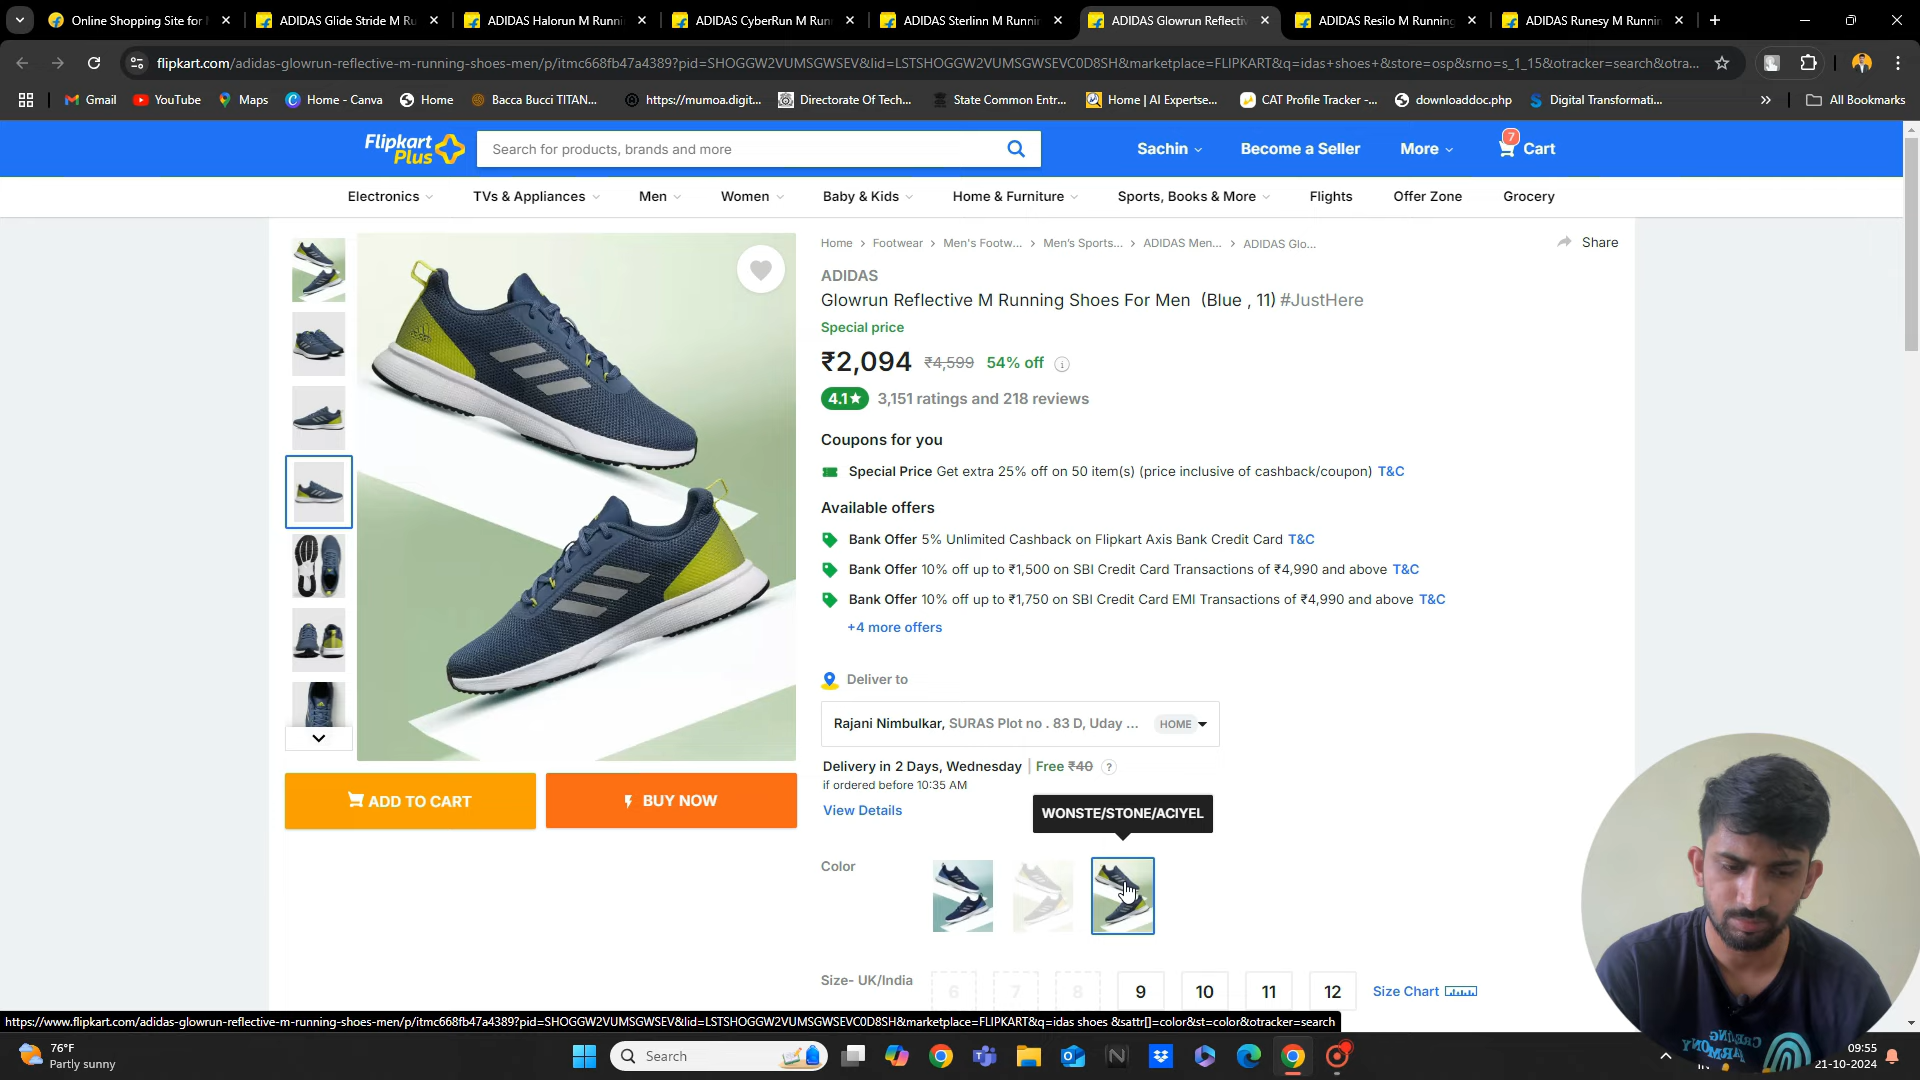 Online Shopping Site for
ADIDAS Glide Stride M Ru
ADIDAS Halorun M Runni
ADIDAS CyberRun M Run
ADIDAS Sterlinn M Runnin
ADIDAS Glowrun Reflectiv
ADIDAS Resilo M Running
ADIDAS Runesy M Runnin
flipkart.com/adidas-glowrun-reflective-m-running-shoes-men/p/itmc668fb47a4389?pid=SHOGGW2VUMSGWSEV&lid=LSTSHOGGW2VUMSGWSEVC0D8SH&marketplace=FLIPKART&q=idas+shoes+&store=osp&srno=s_1_15&otracker=search&otra...
Gmail YouTube Maps Home - Canva Home Bacca Bucci TITAN... https://mumoa.digit... Directorate Of Tech... State Common Entr... Home | AI Expertse... CAT Profile Tracker -... downloaddoc.php Digital Transformati... » All Bookmarks
Flipkart
Plus
Search for products, brands and more
Sachin Become a Seller More 7 Cart
Electronics TVs & Appliances Men Women Baby & Kids Home & Furniture Sports, Books & More Flights Offer Zone Grocery
Home > Footwear > Men's Footw... > Men's Sports... > ADIDAS Men... > ADIDAS Glo...
Share
ADIDAS
Glowrun Reflective M Running Shoes For Men (Blue , 11) #JustHere
Special price
₹2,094 ₹4,599 54% off
4.1★ 3,151 ratings and 218 reviews
Coupons for you
Special Price Get extra 25% off on 50 item(s) (price inclusive of cashback/coupon) T&C
Available offers
Bank Offer 5% Unlimited Cashback on Flipkart Axis Bank Credit Card T&C
Bank Offer 10% off up to ₹1,500 on SBI Credit Card Transactions of ₹4,990 and above T&C
Bank Offer 10% off up to ₹1,750 on SBI Credit Card EMI Transactions of ₹4,990 and above T&C
+4 more offers
Deliver to
Rajani Nimbulkar, SURAS Plot no . 83 D, Uday ... HOME
Delivery in 2 Days, Wednesday | Free ₹40 ?
if ordered before 10:35 AM
View Details
ADD TO CART
BUY NOW
WONSTE/STONE/ACIYEL
Color
Size- UK/India 6 7 8 9 10 11 12 Size Chart
https://www.flipkart.com/adidas-glowrun-reflective-m-running-shoes-men/p/itmc668fb47a4389?pid=SHOGGW2VUMSGWSEV&lid=LSTSHOGGW2VUMSGWSEVC0D8SH&marketplace=FLIPKART&q=idas shoes &sattr[]=color&st=color&otracker=search
76°F
Partly sunny
Search
09:55
21-10-2024